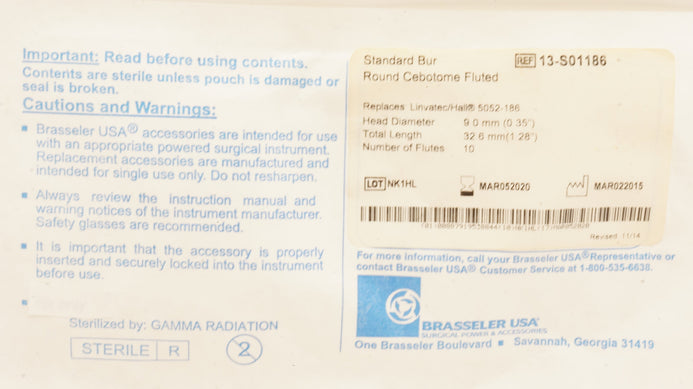 Important: Read before using contents.
Contents are sterile unless pouch is damaged or
seal is broken.
Cautions and Warnings:
Brasseler USA® accessories are intended for use
with an appropriate powered surgical instrument.
Replacement accessories are manufactured and
intended for single use only. Do not resharpen.
Always review the instruction manual and
warning notices of the instrument manufacturer.
Safety glasses are recommended.
It is important that the accessory is properly
inserted and securely locked into the instrument
before use.
Sterilized by: GAMMA RADIATION
STERILE R
2
Standard Bur REF 13-S01186
Round Cebotome Fluted
Replaces Linvatec/Hall® 5052-186
Head Diameter 9.0 mm (0.35")
Total Length 32.6 mm(1.28")
Number of Flutes 10
LOT NK1HL MAR052020 MAR022015
Revised 11/14
For more information, call your Brasseler USA® Representative or
contact Brasseler USA® Customer Service at 1-800-535-6638.
BRASSELER USA®
SURGICAL POWER & ACCESSORIES
One Brasseler Boulevard ■ Savannah, Georgia 31419